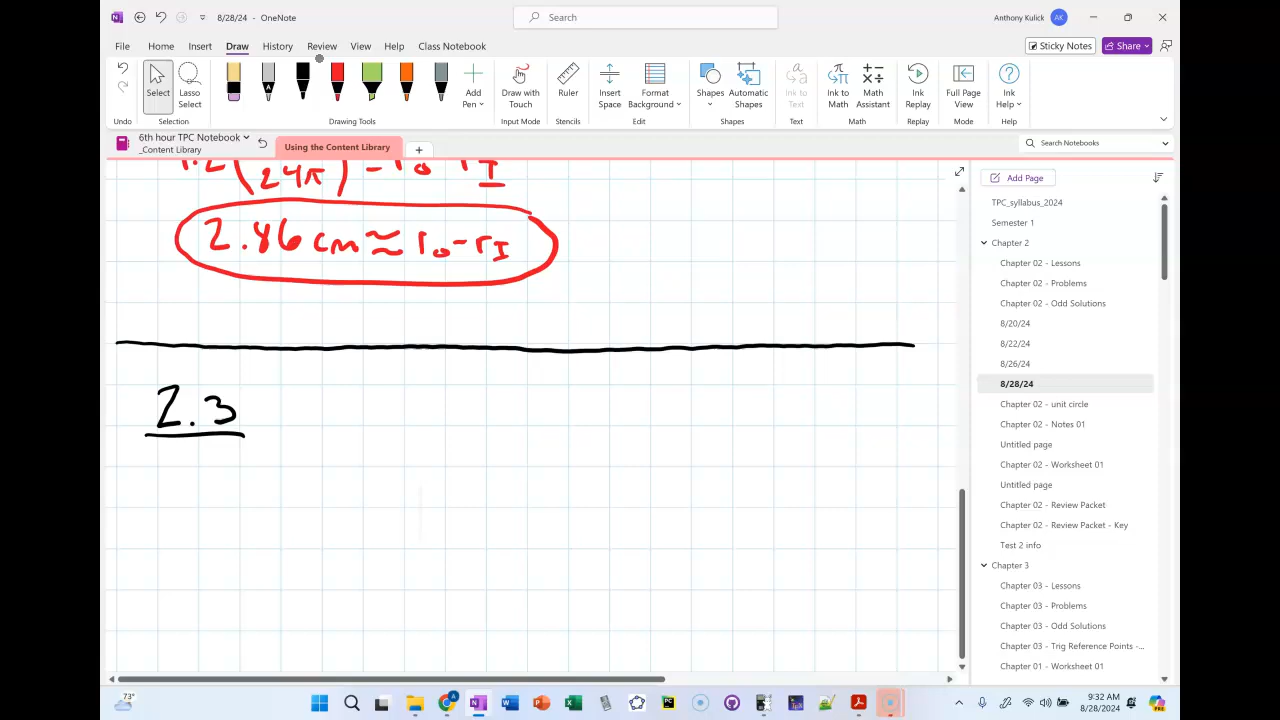 8/28/24 - OneNote
Search
Anthony Kulick
AK
File Home Insert Draw History Review View Help Class Notebook
Sticky Notes
Share
Undo
Select
Lasso Select
Selection
Add Pen
Drawing Tools
Draw with Touch
Input Mode
Ruler
Stencils
Insert Space
Format Background
Edit
Shapes
Automatic Shapes
Shapes
Ink to Text
Text
Ink to Math
Math Assistant
Math
Ink Replay
Replay
Full Page View
Mode
Ink Help
Help
6th hour TPC Notebook
_Content Library
Using the Content Library
Search Notebooks
Add Page
24π
2.86 cm ≈ ro - rI
2.3
TPC_syllabus_2024
Semester 1
Chapter 2
Chapter 02 - Lessons
Chapter 02 - Problems
Chapter 02 - Odd Solutions
8/20/24
8/22/24
8/26/24
8/28/24
Chapter 02 - unit circle
Chapter 02 - Notes 01
Untitled page
Chapter 02 - Worksheet 01
Untitled page
Chapter 02 - Review Packet
Chapter 02 - Review Packet - Key
Test 2 info
Chapter 3
Chapter 03 - Lessons
Chapter 03 - Problems
Chapter 03 - Odd Solutions
Chapter 03 - Trig Reference Points -...
Chapter 01 - Worksheet 01
73°
9:32 AM
8/28/2024